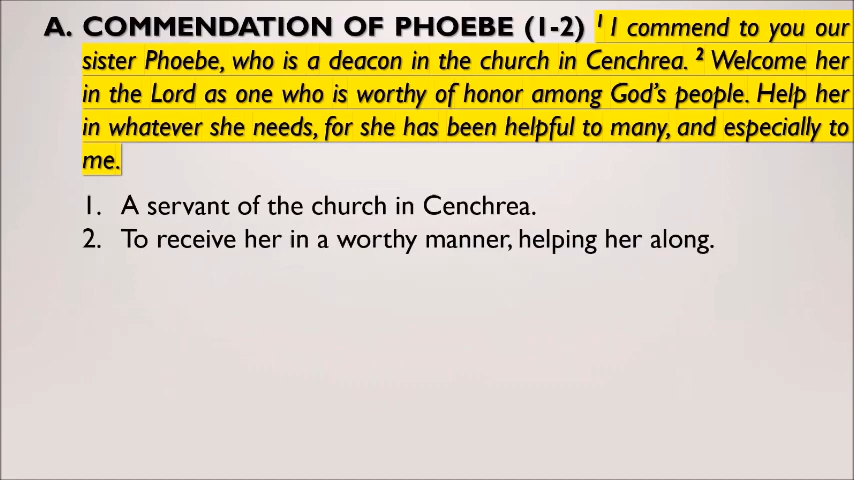 A. COMMENDATION OF PHOEBE (1-2) ¹ I commend to you our
sister Phoebe, who is a deacon in the church in Cenchrea. ² Welcome her
in the Lord as one who is worthy of honor among God’s people. Help her
in whatever she needs, for she has been helpful to many, and especially to
me.
1. A servant of the church in Cenchrea.
2. To receive her in a worthy manner, helping her along.